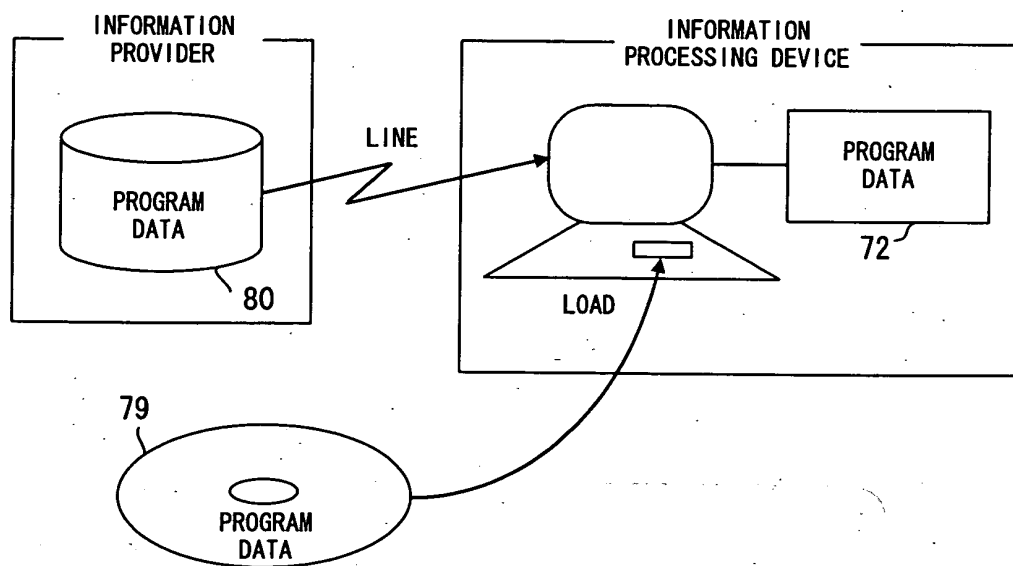 INFORMATION
PROVIDER
PROGRAM
DATA
80
LINE
INFORMATION
PROCESSING DEVICE
PROGRAM
DATA
72
LOAD
79
PROGRAM
DATA